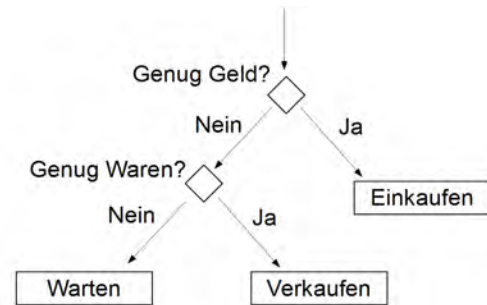 Genug Geld?
Nein
Ja
Genug Waren?
Einkaufen
Nein
Ja
Warten
Verkaufen